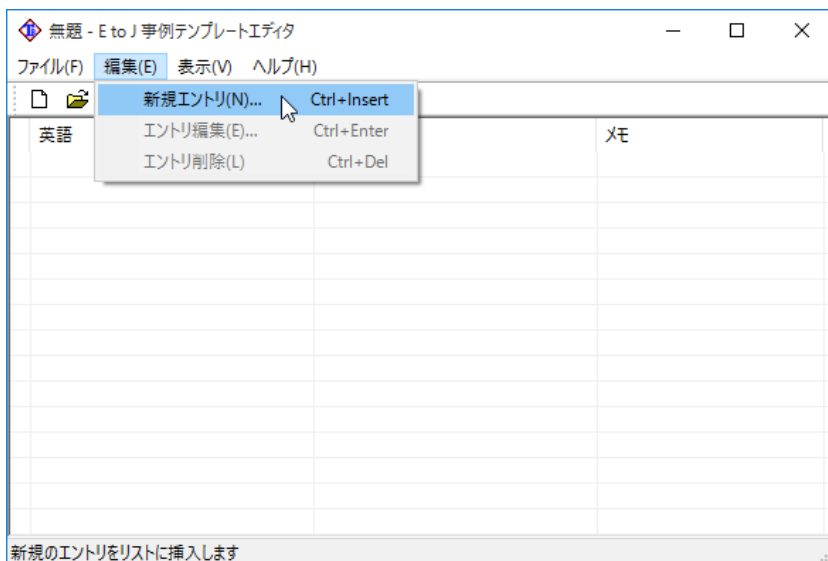 無題 - E to J 事例テンプレートエディタ
ファイル(F) 編集(E) 表示(V) ヘルプ(H)
新規エントリ(N)... Ctrl+Insert
エントリ編集(E)... Ctrl+Enter
エントリ削除(L) Ctrl+Del
英語 メモ
新規のエントリをリストに挿入します